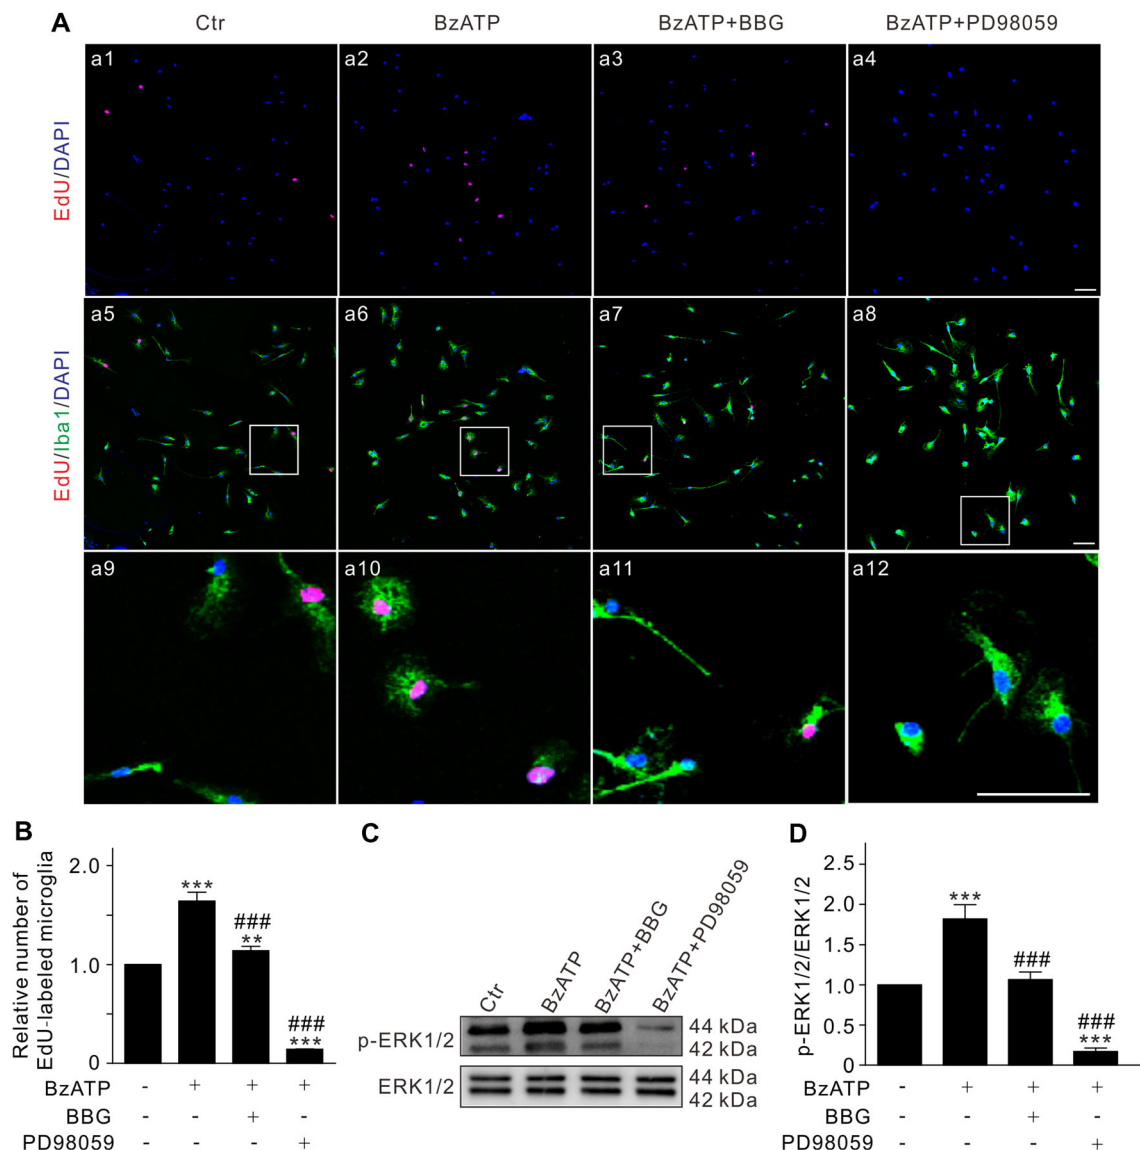 A
Ctr BzATP BzATP+BBG BzATP+PD98059
EdU/DAPI
a1 a2 a3 a4
EdU/Iba1/DAPI
a5 a6 a7 a8
a9 a10 a11 a12
B
Relative number of
EdU-labeled microglia
2.0
1.0
0
***
###
**
###
***
BzATP - + + +
BBG - - + -
PD98059 - - - +
C
Ctr BzATP BzATP+BBG BzATP+PD98059
p-ERK1/2 44 kDa
42 kDa
ERK1/2 44 kDa
42 kDa
D
p-ERK1/2/ERK1/2
2.5
2.0
1.5
1.0
0.5
0
***
###
###
***
BzATP - + + +
BBG - - + -
PD98059 - - - +